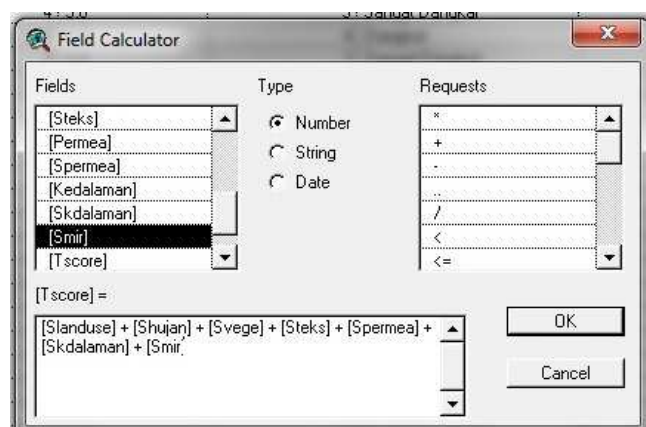 Field Calculator
Fields
Type
Requests
[Steks]
[Permea]
[Spermea]
[Kedalaman]
[Skdalaman]
[Smir]
[Tscore]
Number
String
Date
*
+
-
..
/
<
<=
[Tscore] =
[Slanduse] + [Shujan] + [Svege] + [Steks] + [Spermea] +
[Skdalaman] + [Smir]
OK
Cancel